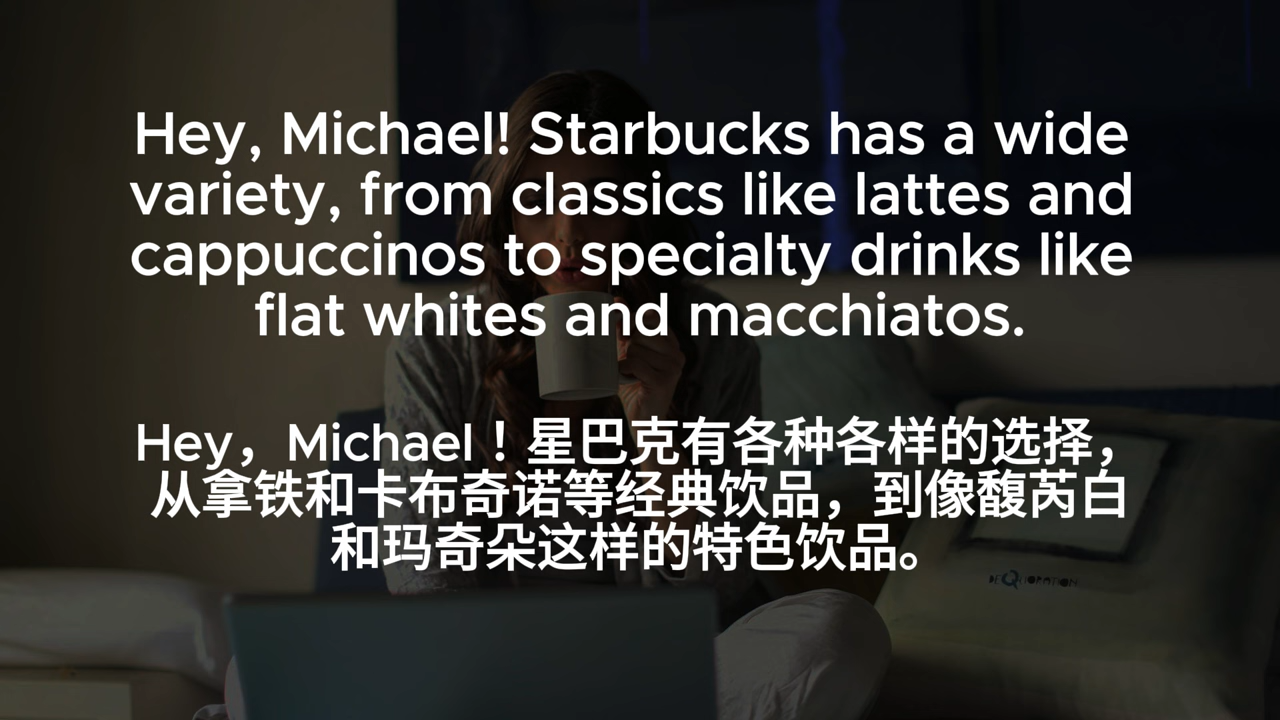 Hey, Michael! Starbucks has a wide
variety, from classics like lattes and
cappuccinos to specialty drinks like
flat whites and macchiatos.
Hey，Michael！星巴克有各种各样的选择，
从拿铁和卡布奇诺等经典饮品，到像馥芮白
和玛奇朵这样的特色饮品。